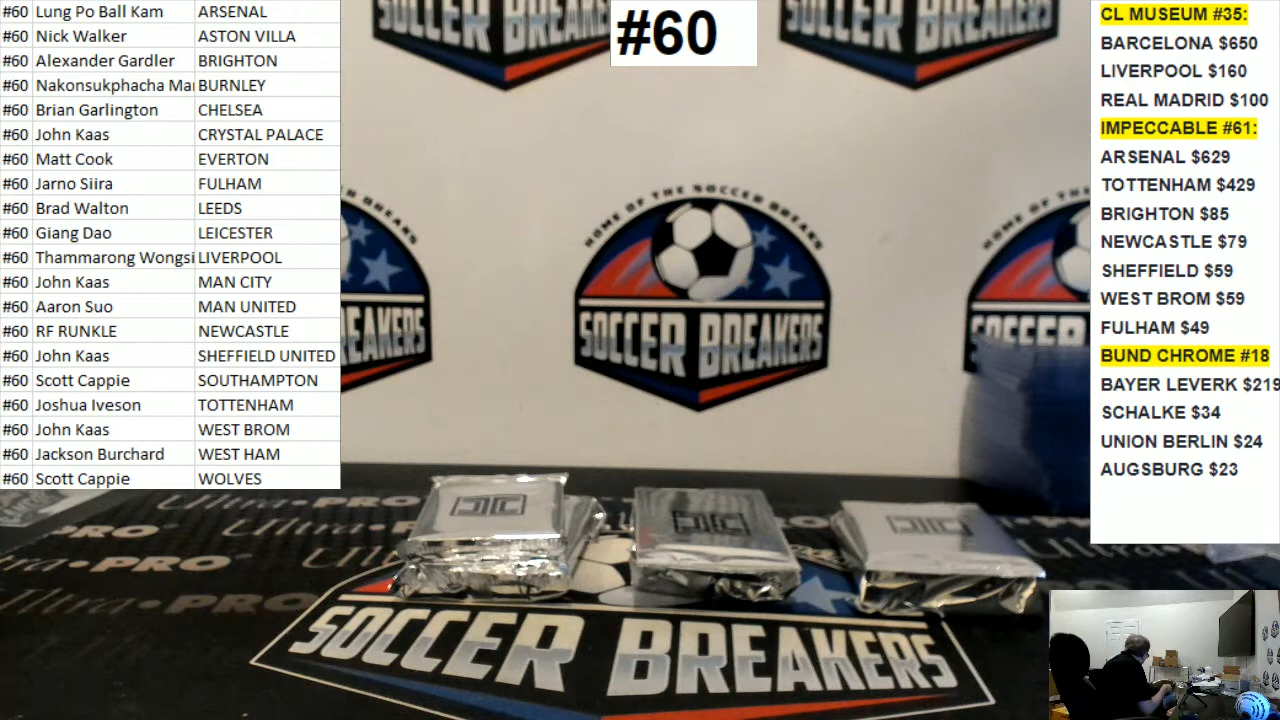 #60 Lung Po Ball Kam ARSENAL
#60 Nick Walker ASTON VILLA
#60 Alexander Gardler BRIGHTON
#60 Nakonsukphacha Mar BURNLEY
#60 Brian Garlington CHELSEA
#60 John Kaas CRYSTAL PALACE
#60 Matt Cook EVERTON
#60 Jarno Siira FULHAM
#60 Brad Walton LEEDS
#60 Giang Dao LEICESTER
#60 Thammarong Wongsi LIVERPOOL
#60 John Kaas MAN CITY
#60 Aaron Suo MAN UNITED
#60 RF RUNKLE NEWCASTLE
#60 John Kaas SHEFFIELD UNITED
#60 Scott Cappie SOUTHAMPTON
#60 Joshua Iveson TOTTENHAM
#60 John Kaas WEST BROM
#60 Jackson Burchard WEST HAM
#60 Scott Cappie WOLVES
#60
CL MUSEUM #35:
BARCELONA $650
LIVERPOOL $160
REAL MADRID $100
IMPECCABLE #61:
ARSENAL $629
TOTTENHAM $429
BRIGHTON $85
NEWCASTLE $79
SHEFFIELD $59
WEST BROM $59
FULHAM $49
BUND CHROME #18
BAYER LEVERK $219
SCHALKE $34
UNION BERLIN $24
AUGSBURG $23
SOCCER BREAKERS
SOCCER BREAKERS
HOME OF THE SOCCER BREAKS
SOCCER BREAKERS
SOCCER BREAKERS
Ultra PRO
SOCCER BREAKERS